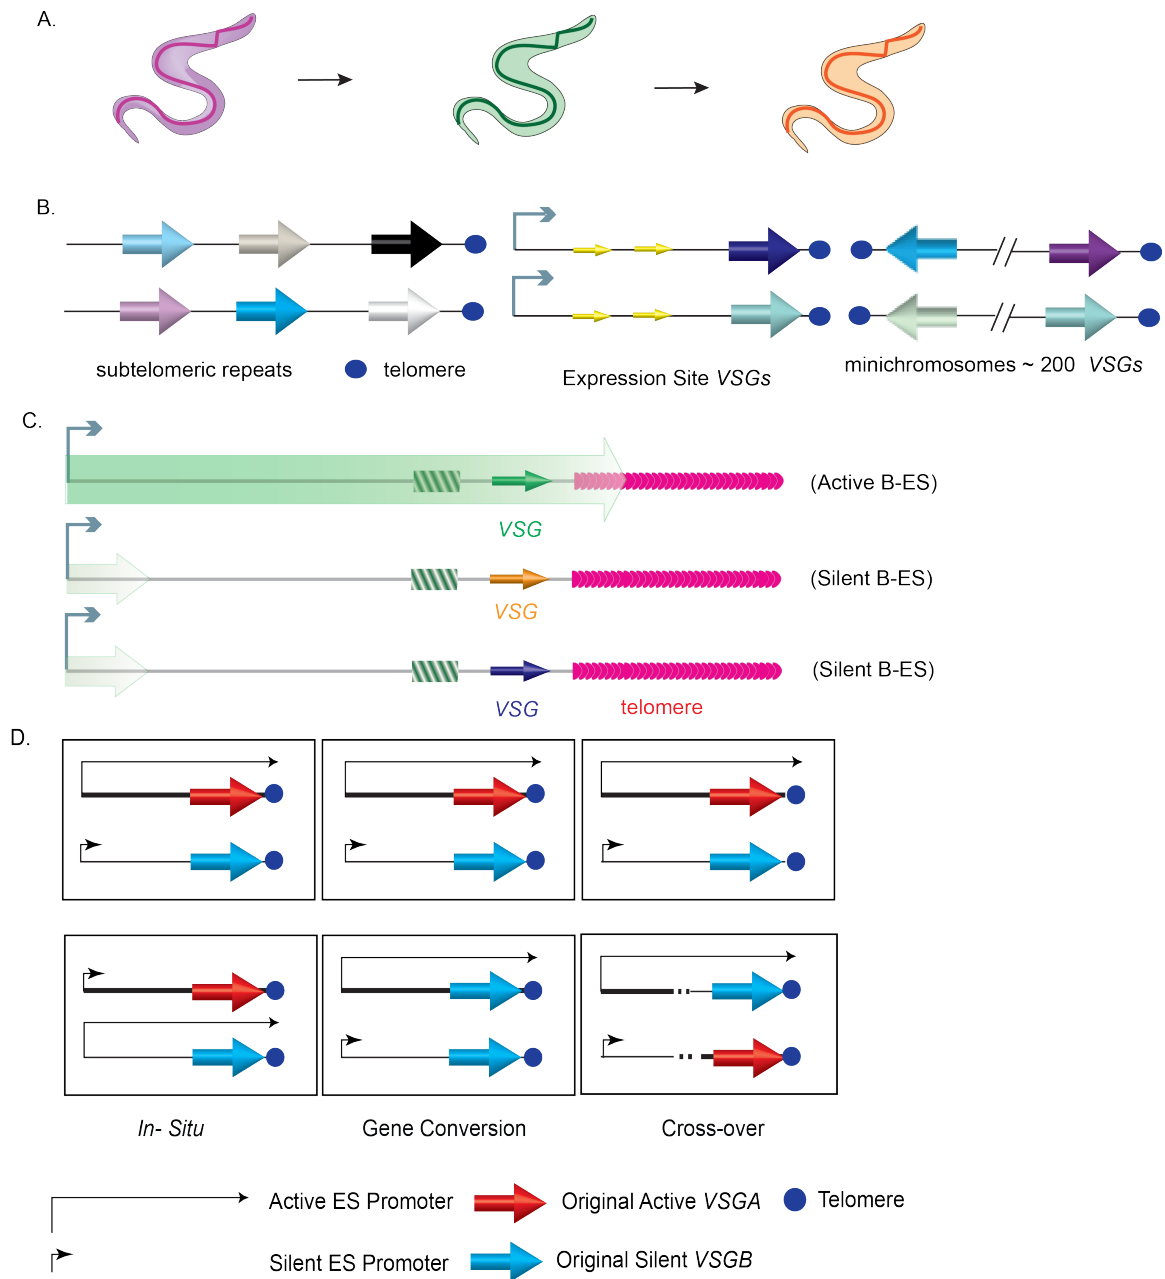 A.
B.
subtelomeric repeats
telomere
Expression Site VSGs
minichromosomes ~ 200 VSGs
C.
(Active B-ES)
VSG
(Silent B-ES)
VSG
(Silent B-ES)
VSG
telomere
D.
In- Situ
Gene Conversion
Cross-over
Active ES Promoter
Original Active VSGA
Telomere
Silent ES Promoter
Original Silent VSGB